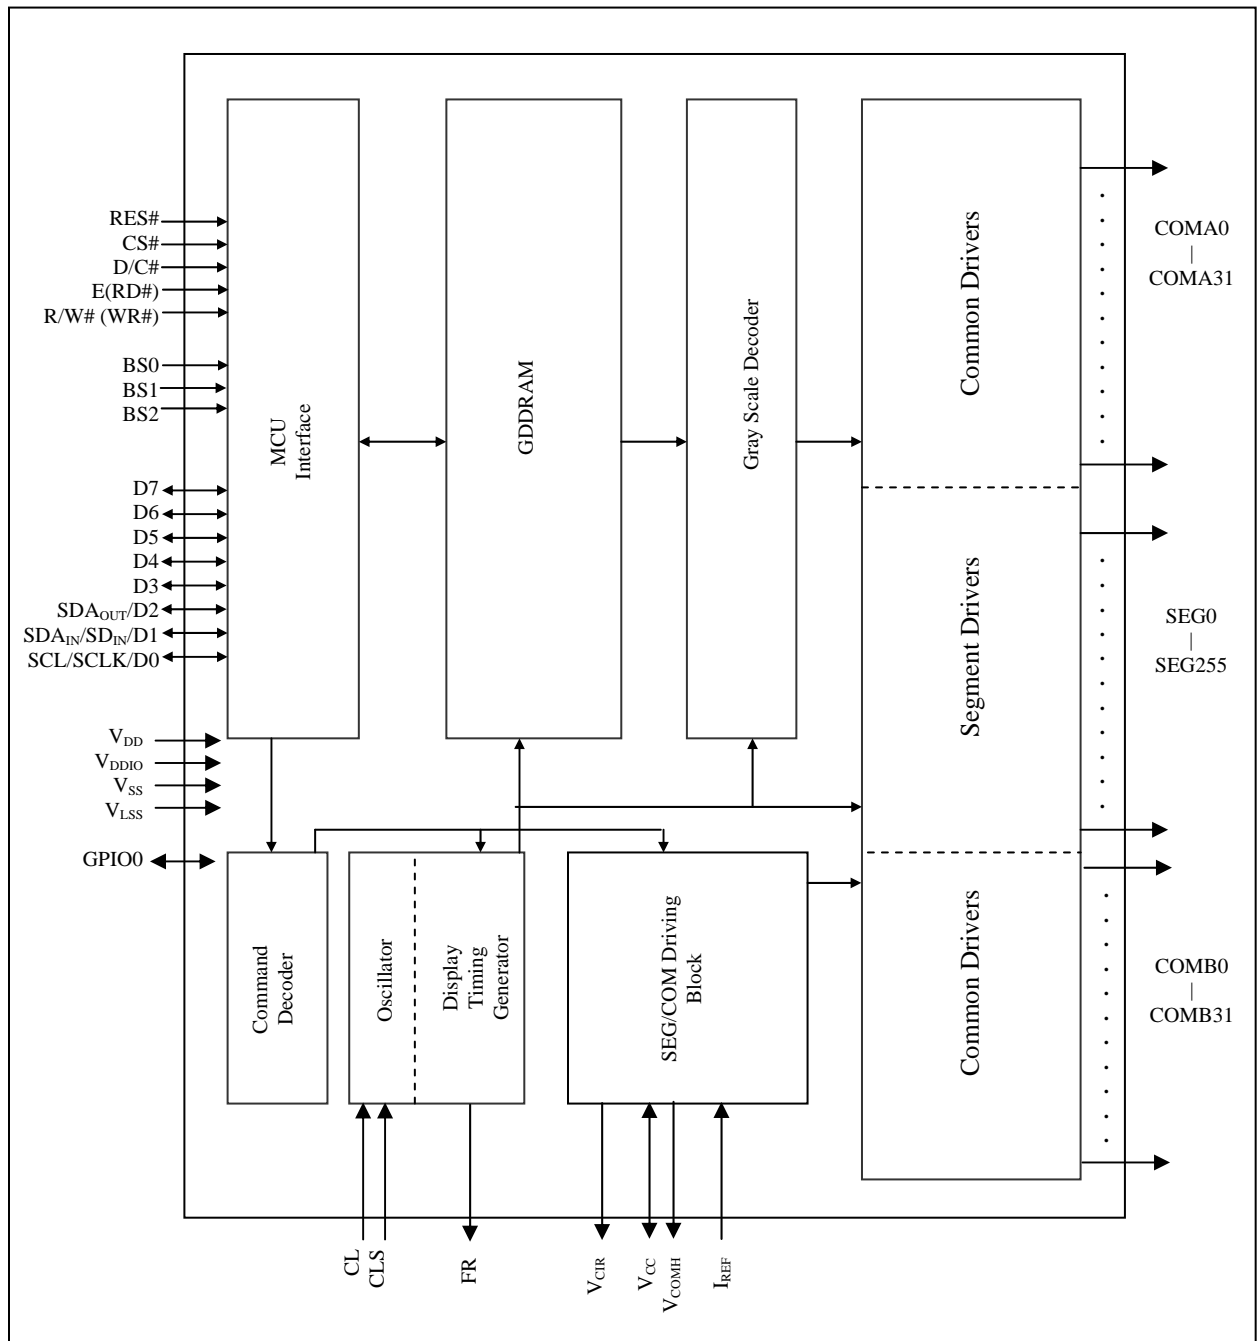 RES#
CS#
D/C#
E(RD#)
R/W# (WR#)
BS0
BS1
BS2
D7
D6
D5
D4
D3
SDAOUT/D2
SDAIN/SDIN/D1
SCL/SCLK/D0
VDD
VDDIO
VSS
VLSS
GPIO0
MCU
Interface
GDDRAM
Gray Scale Decoder
Common Drivers
Segment Drivers
Common Drivers
COMA0
|
COMA31
SEG0
|
SEG255
COMB0
|
COMB31
Command
Decoder
Oscillator
Display
Timing
Generator
SEG/COM Driving
Block
CL
CLS
FR
VCIR
VCC
VCOMH
IREF